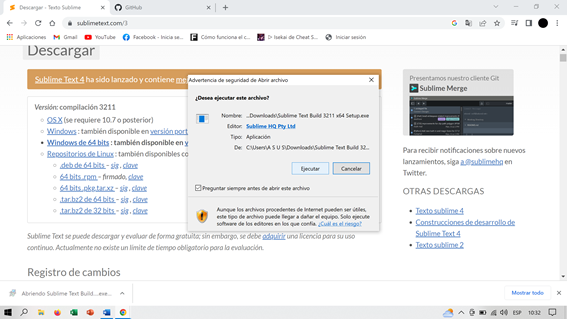 Descargar - Texto Sublime
GitHub
sublimetext.com/3
Aplicaciones
Gmail
YouTube
Facebook - Inicia se...
Cómo funciona el c...
Isekai de Cheat S...
Iniciar sesión
Descargar
Sublime Text 4 ha sido lanzado y contiene
Versión: compilación 3211
OS X (se requiere 10.7 o posterior)
Windows : también disponible en versión port
Windows de 64 bits : también disponible en v
Repositorios de Linux : también disponibles co
.deb de 64 bits – sig , clave
64 bits .rpm – firmado, clave
64 bits .pkg.tar.xz – sig , clave
.tar.bz2 de 64 bits – sig , clave
.tar.bz2 de 32 bits – sig , clave
Sublime Text se puede descargar y evaluar de forma gratuita; sin embargo, se debe adquirir una licencia para su uso
continuo. Actualmente no existe un límite de tiempo obligatorio para la evaluación.
Registro de cambios
Advertencia de seguridad de Abrir archivo
¿Desea ejecutar este archivo?
Nombre: ...Downloads\Sublime Text Build 3211 x64 Setup.exe
Editor: Sublime HQ Pty Ltd
Tipo: Aplicación
De: C:\Users\A S U S\Downloads\Sublime Text Build 32...
Ejecutar
Cancelar
Preguntar siempre antes de abrir este archivo
Aunque los archivos procedentes de Internet pueden ser útiles,
este tipo de archivo puede llegar a dañar el equipo. Solo ejecute
software de los editores en los que confía. ¿Cuál es el riesgo?
Presentamos nuestro cliente Git
Sublime Merge
Para recibir notificaciones sobre nuevos
lanzamientos, siga a @sublimehq en
Twitter.
OTRAS DESCARGAS
Texto sublime 4
Construcciones de desarrollo de
Sublime Text 4
Texto sublime 2
Abriendo Sublime Text Build....exe...
Mostrar todo
ESP
10:32